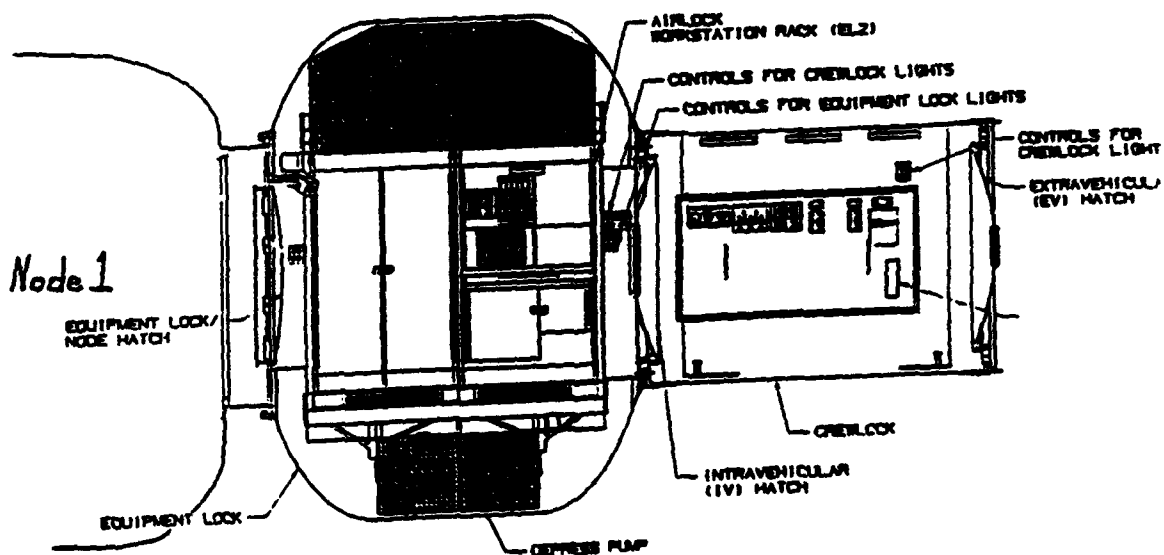 AIRLOCK
WORKSTATION RACK (EL2)
CONTROLS FOR CREWLOCK LIGHTS
CONTROLS FOR EQUIPMENT LOCK LIGHTS
CONTROLS FOR
CREWLOCK LIGHT
EXTRAVEHICULA
(EV) HATCH
Node 1
EQUIPMENT LOCK/
NODE HATCH
CREWLOCK
INTRAVEHICULAR
(IV) HATCH
EQUIPMENT LOCK
DEPRESS PUMP